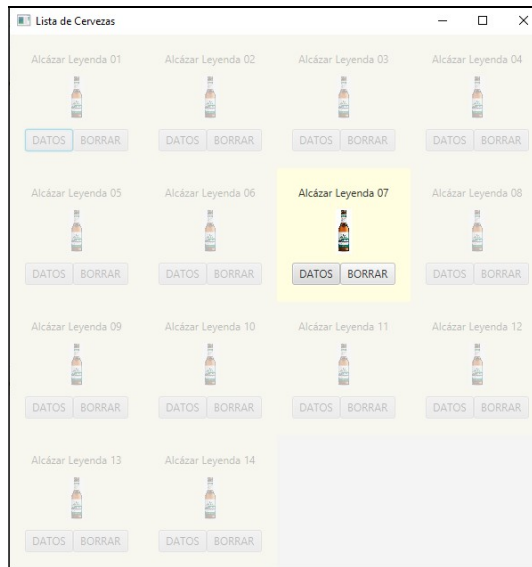 Lista de Cervezas
Alcázar Leyenda 01 Alcázar Leyenda 02 Alcázar Leyenda 03 Alcázar Leyenda 04
DATOS BORRAR DATOS BORRAR DATOS BORRAR DATOS BORRAR
Alcázar Leyenda 05 Alcázar Leyenda 06 Alcázar Leyenda 07 Alcázar Leyenda 08
DATOS BORRAR DATOS BORRAR DATOS BORRAR DATOS BORRAR
Alcázar Leyenda 09 Alcázar Leyenda 10 Alcázar Leyenda 11 Alcázar Leyenda 12
DATOS BORRAR DATOS BORRAR DATOS BORRAR DATOS BORRAR
Alcázar Leyenda 13 Alcázar Leyenda 14
DATOS BORRAR DATOS BORRAR